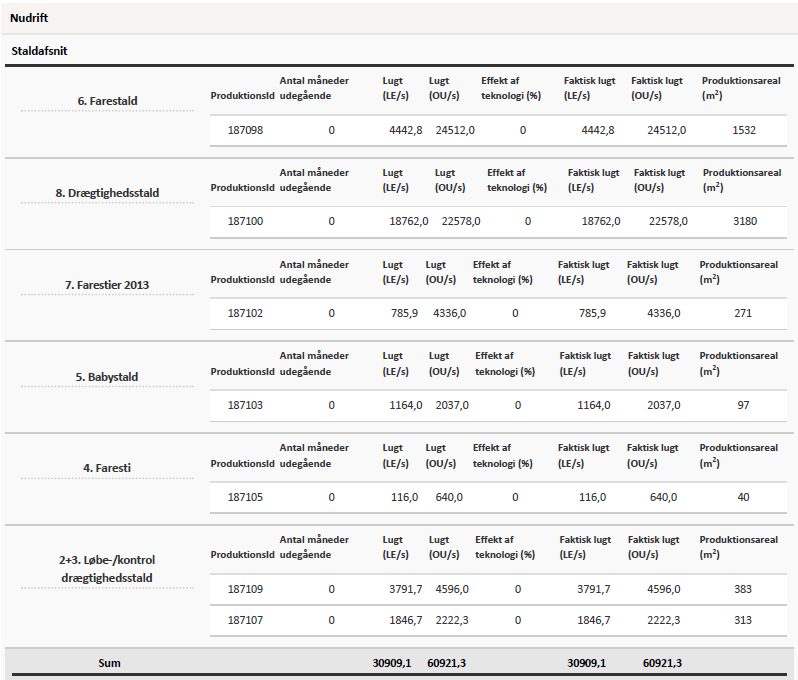 Nudrift
Staldafsnit
6. Farestald
ProduktionsId Antal måneder udegående Lugt (LE/s) Lugt (OU/s) Effekt af teknologi (%) Faktisk lugt (LE/s) Faktisk lugt (OU/s) Produktionsareal (m²)
187098 0 4442,8 24512,0 0 4442,8 24512,0 1532
8. Drægtighedsstald
ProduktionsId Antal måneder udegående Lugt (LE/s) Lugt (OU/s) Effekt af teknologi (%) Faktisk lugt (LE/s) Faktisk lugt (OU/s) Produktionsareal (m²)
187100 0 18762,0 22578,0 0 18762,0 22578,0 3180
7. Farestier 2013
ProduktionsId Antal måneder udegående Lugt (LE/s) Lugt (OU/s) Effekt af teknologi (%) Faktisk lugt (LE/s) Faktisk lugt (OU/s) Produktionsareal (m²)
187102 0 785,9 4336,0 0 785,9 4336,0 271
5. Babystald
ProduktionsId Antal måneder udegående Lugt (LE/s) Lugt (OU/s) Effekt af teknologi (%) Faktisk lugt (LE/s) Faktisk lugt (OU/s) Produktionsareal (m²)
187103 0 1164,0 2037,0 0 1164,0 2037,0 97
4. Faresti
ProduktionsId Antal måneder udegående Lugt (LE/s) Lugt (OU/s) Effekt af teknologi (%) Faktisk lugt (LE/s) Faktisk lugt (OU/s) Produktionsareal (m²)
187105 0 116,0 640,0 0 116,0 640,0 40
2+3. Løbe-/kontrol
drægtighedsstald
ProduktionsId Antal måneder udegående Lugt (LE/s) Lugt (OU/s) Effekt af teknologi (%) Faktisk lugt (LE/s) Faktisk lugt (OU/s) Produktionsareal (m²)
187109 0 3791,7 4596,0 0 3791,7 4596,0 383
187107 0 1846,7 2222,3 0 1846,7 2222,3 313
Sum 30909,1 60921,3 30909,1 60921,3